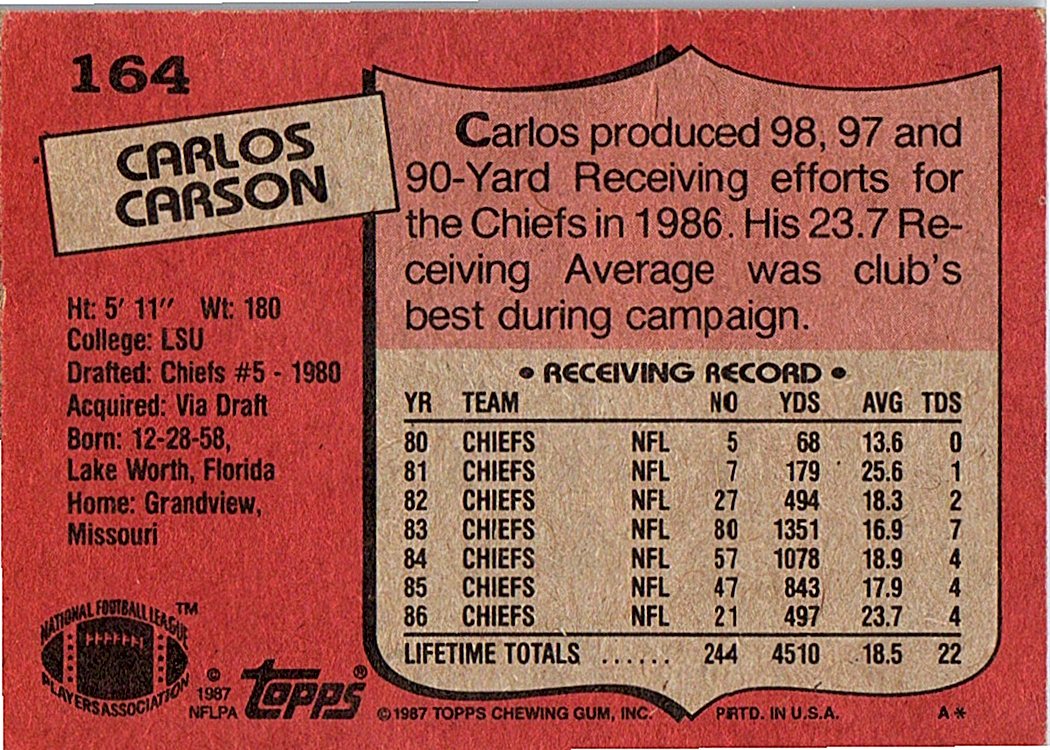 164
CARLOS
CARSON
Carlos produced 98, 97 and
90-Yard Receiving efforts for
the Chiefs in 1986. His 23.7 Re-
ceiving Average was club's
best during campaign.
Ht: 5' 11" Wt: 180
College: LSU
Drafted: Chiefs #5 - 1980
Acquired: Via Draft
Born: 12-28-58,
Lake Worth, Florida
Home: Grandview,
Missouri
• RECEIVING RECORD •
YR TEAM NO YDS AVG TDS
80 CHIEFS NFL 5 68 13.6 0
81 CHIEFS NFL 7 179 25.6 1
82 CHIEFS NFL 27 494 18.3 2
83 CHIEFS NFL 80 1351 16.9 7
84 CHIEFS NFL 57 1078 18.9 4
85 CHIEFS NFL 47 843 17.9 4
86 CHIEFS NFL 21 497 23.7 4
LIFETIME TOTALS ...... 244 4510 18.5 22
NATIONAL FOOTBALL LEAGUE ™
PLAYERS ASSOCIATION
© 1987
NFLPA
Topps®
© 1987 TOPPS CHEWING GUM, INC. PRTD. IN U.S.A. A*